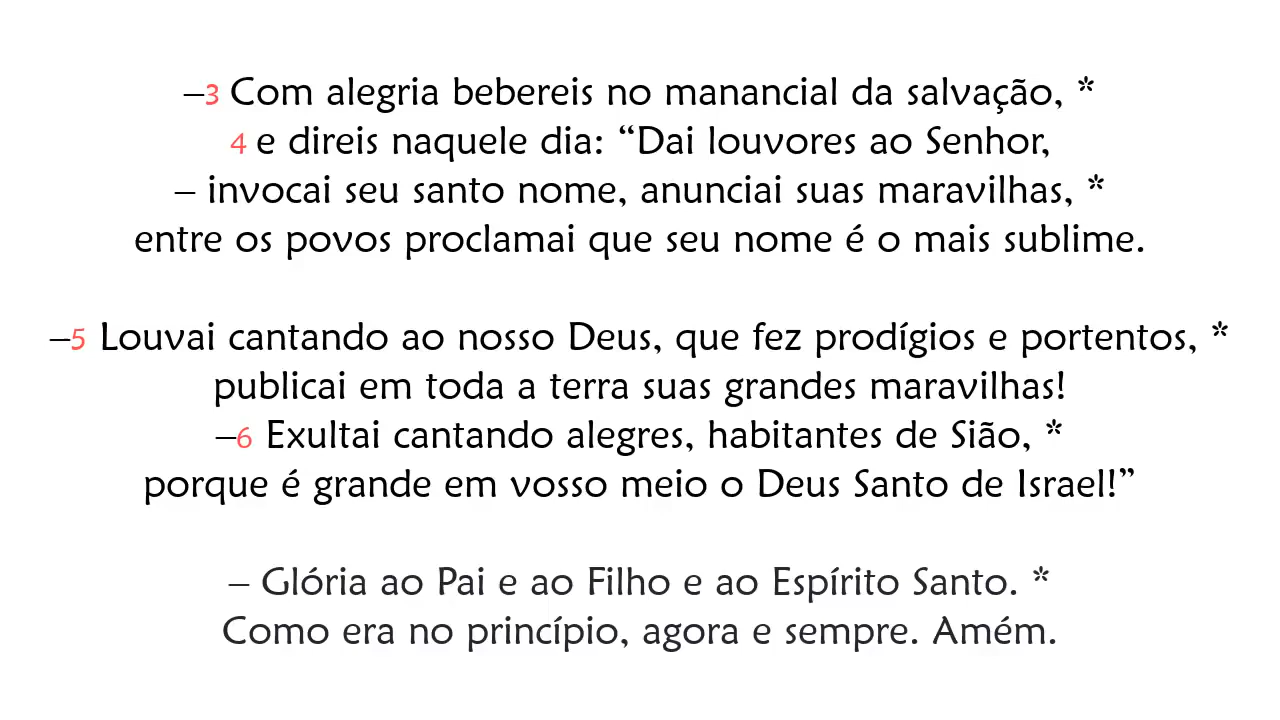 –3 Com alegria bebereis no manancial da salvação, *
4 e direis naquele dia: “Dai louvores ao Senhor,
– invocai seu santo nome, anunciai suas maravilhas, *
entre os povos proclamai que seu nome é o mais sublime.
–5 Louvai cantando ao nosso Deus, que fez prodígios e portentos, *
publicai em toda a terra suas grandes maravilhas!
–6 Exultai cantando alegres, habitantes de Sião, *
porque é grande em vosso meio o Deus Santo de Israel!”
– Glória ao Pai e ao Filho e ao Espírito Santo. *
Como era no princípio, agora e sempre. Amém.